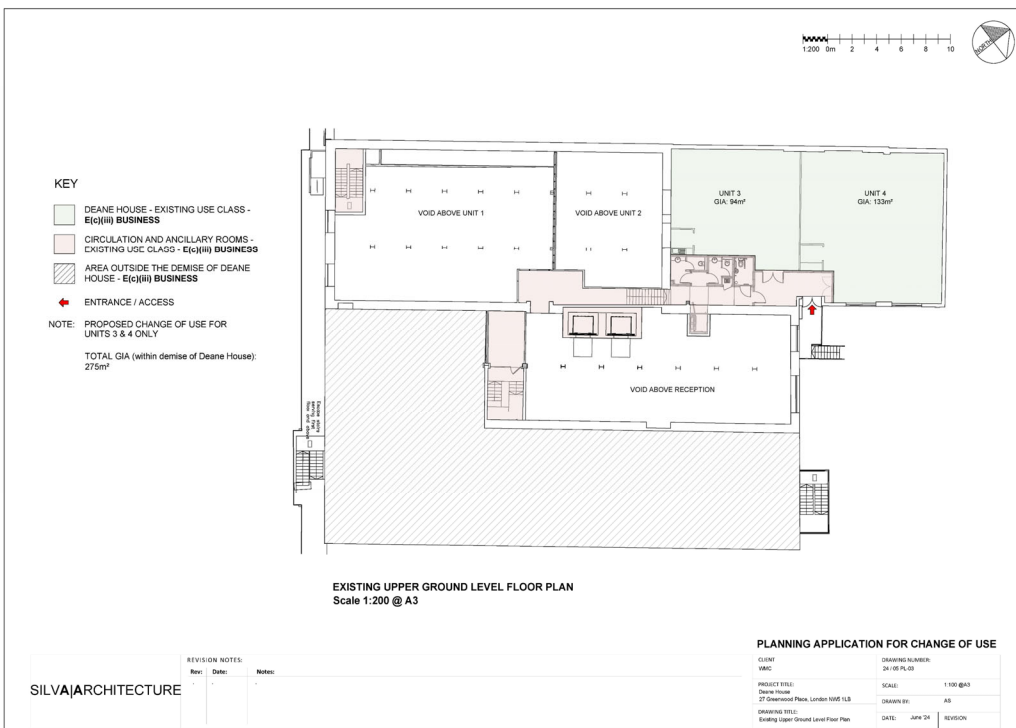 1:200 0m 2 4 6 8 10
NORTH
KEY
DEANE HOUSE - EXISTING USE CLASS -
E(c)(iii) BUSINESS
CIRCULATION AND ANCILLARY ROOMS -
EXISTING USE CLASS - E(c)(iii) BUSINESS
AREA OUTSIDE THE DEMISE OF DEANE
HOUSE - E(c)(iii) BUSINESS
ENTRANCE / ACCESS
NOTE: PROPOSED CHANGE OF USE FOR
UNITS 3 & 4 ONLY
TOTAL GIA (within demise of Deane House):
275m²
VOID ABOVE UNIT 1
VOID ABOVE UNIT 2
UNIT 3
GIA: 94m²
UNIT 4
GIA: 133m²
VOID ABOVE RECEPTION
Escape stairs
serving first
floor and above
EXISTING UPPER GROUND LEVEL FLOOR PLAN
Scale 1:200 @ A3
SILVA|ARCHITECTURE
REVISION NOTES:
Rev: Date: Notes:
PLANNING APPLICATION FOR CHANGE OF USE
CLIENT
WMC
DRAWING NUMBER:
24 / 05 PL-03
PROJECT TITLE:
Deane House
27 Greenwood Place, London NW5 1LB
SCALE: 1:100 @A3
DRAWN BY: AS
DRAWING TITLE:
Existing Upper Ground Level Floor Plan
DATE: June '24
REVISION